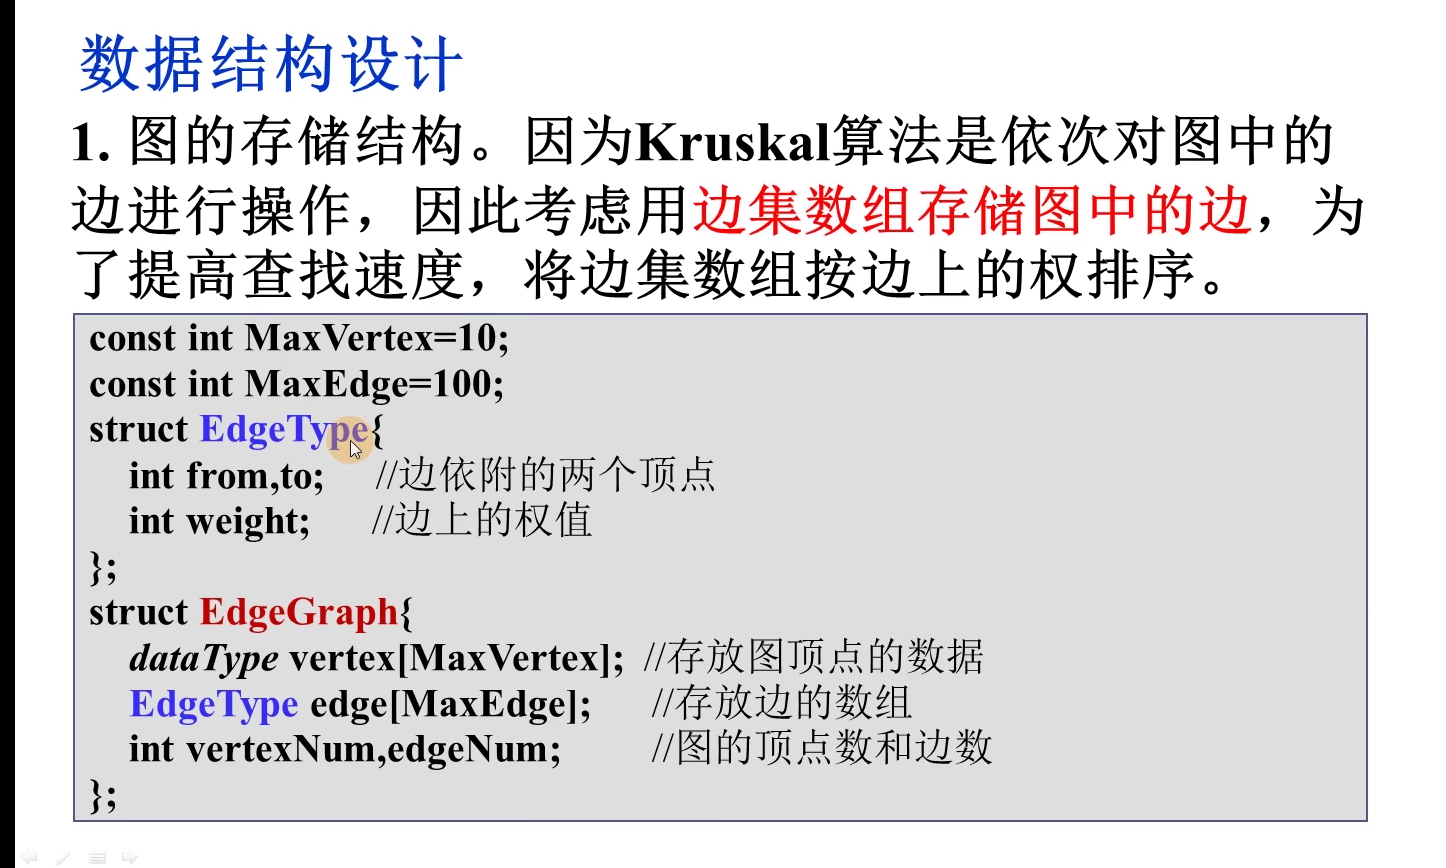 数据结构设计
1. 图的存储结构。因为Kruskal算法是依次对图中的
边进行操作，因此考虑用边集数组存储图中的边，为
了提高查找速度，将边集数组按边上的权排序。
const int MaxVertex=10;
const int MaxEdge=100;
struct EdgeType{
int from,to; //边依附的两个顶点
int weight; //边上的权值
};
struct EdgeGraph{
dataType vertex[MaxVertex]; //存放图顶点的数据
EdgeType edge[MaxEdge]; //存放边的数组
int vertexNum,edgeNum; //图的顶点数和边数
};